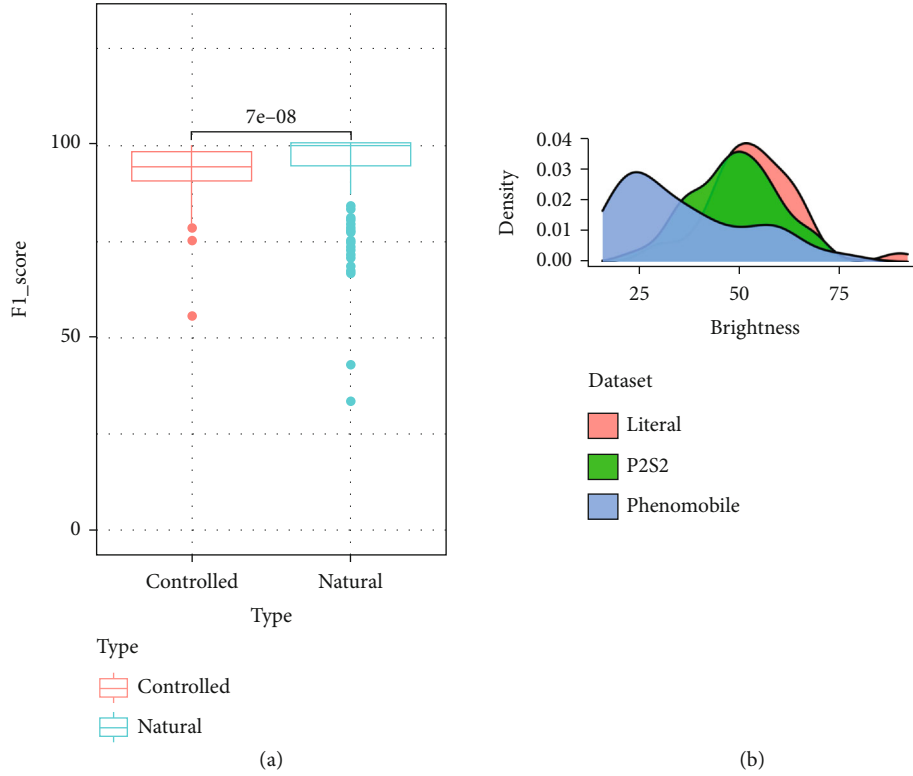 7e–08
100
50
0
F1_score
Controlled Natural
Type
Type
Controlled
Natural
(a)
0.04
0.03
0.02
0.01
0.00
Density
25 50 75
Brightness
Dataset
Literal
P2S2
Phenomobile
(b)